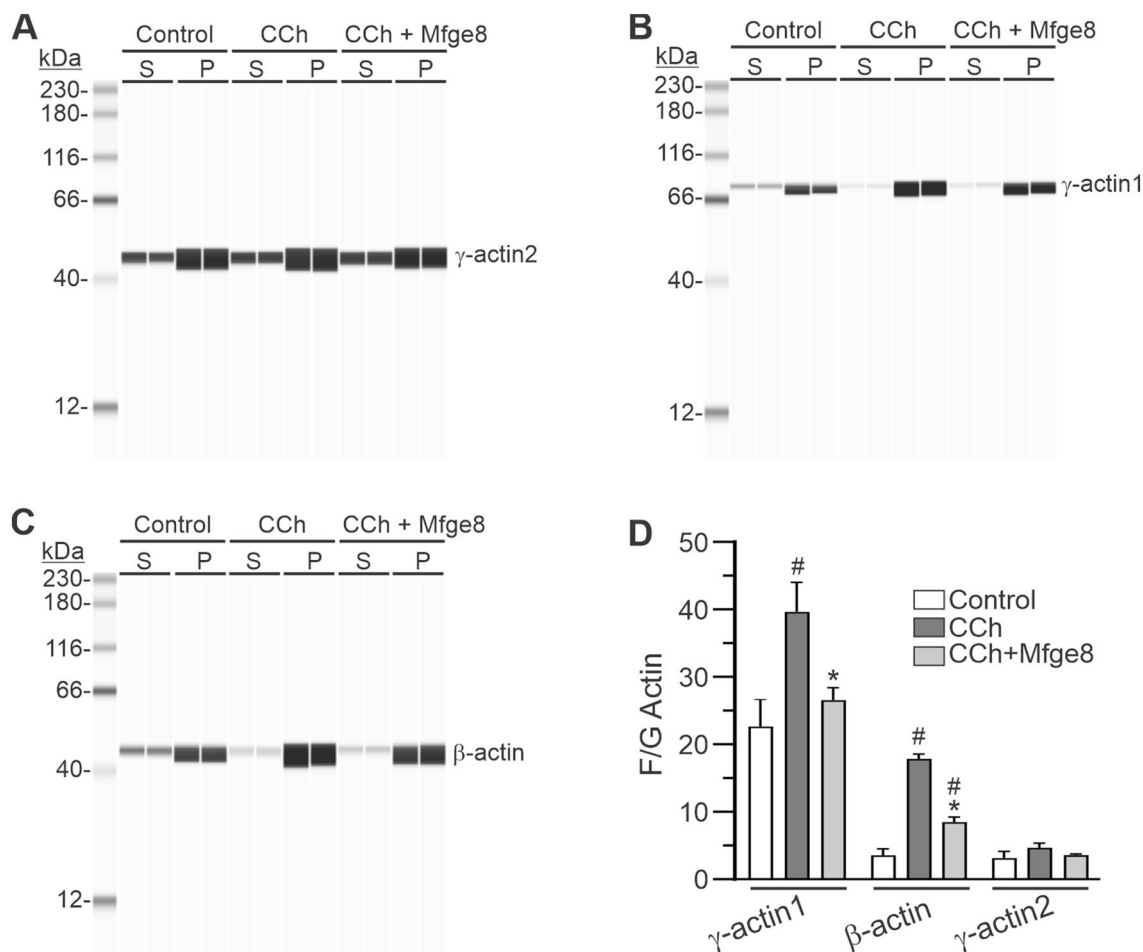 A
Control CCh CCh + Mfge8
kDa
S P S P S P
230-
180-
116-
66-
γ-actin2
40-
12-
B
Control CCh CCh + Mfge8
kDa
S P S P S P
230-
180-
116-
66-
γ-actin1
40-
12-
C
Control CCh CCh + Mfge8
kDa
S P S P S P
230-
180-
116-
66-
β-actin
40-
12-
D
F/G Actin
50
40
30
20
10
0
#
*
#
#
*
Control
CCh
CCh+Mfge8
γ-actin1
β-actin
γ-actin2